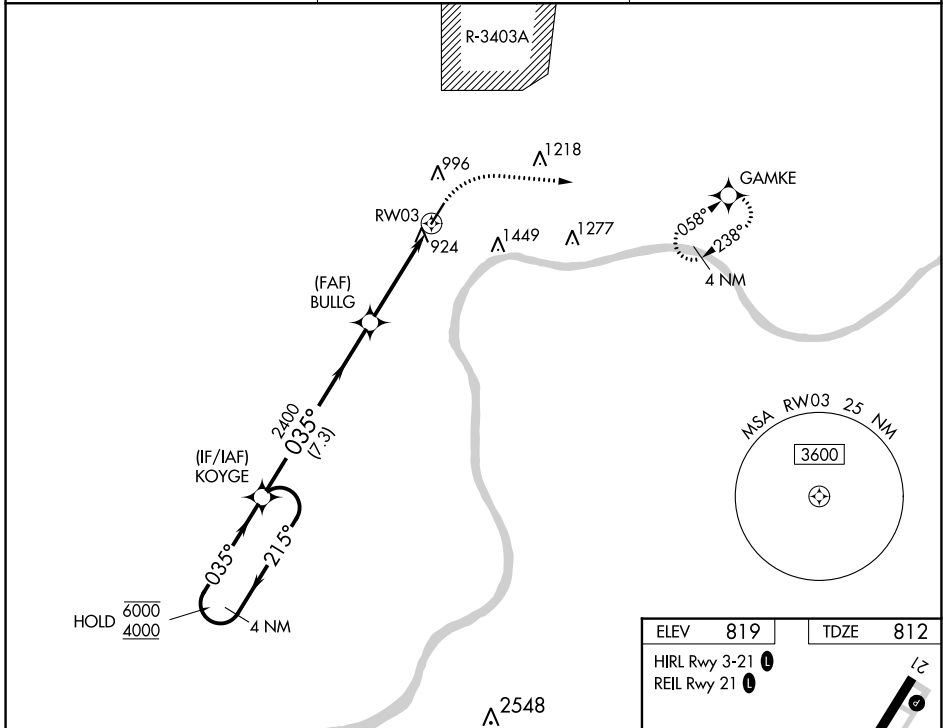 R-3403A
996
1218
GAMKE
RW03
058°
238°
924
1449
1277
4 NM
(FAF)
BULLG
2400
035°
(7.3)
MSA RW03 25 NM
3600
(IF/IAF)
KOYGE
035°
215°
HOLD 6000
4000
4 NM
ELEV 819
TDZE 812
HIRL Rwy 3-21 L
REIL Rwy 21 L
21
P
2548